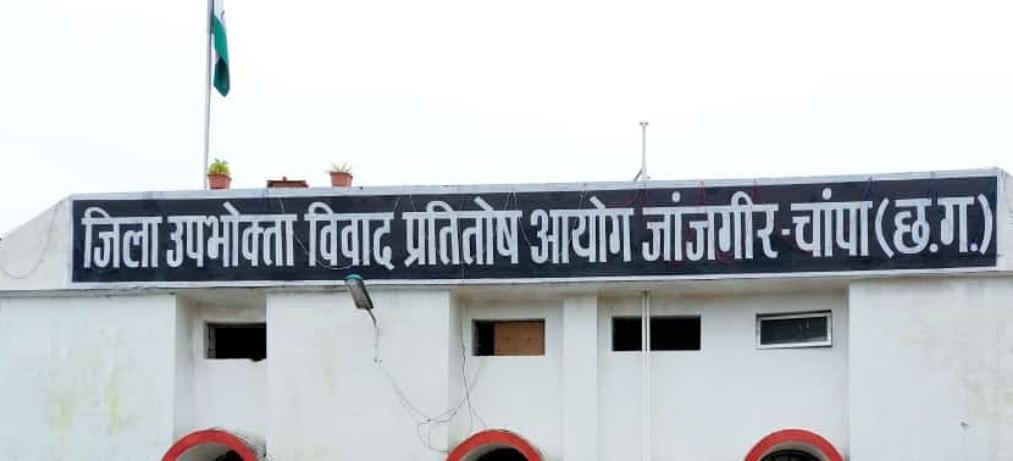 जिला उपभोक्ता विवाद प्रतितोष आयोग जांजगीर-चांपा(छ.ग.)